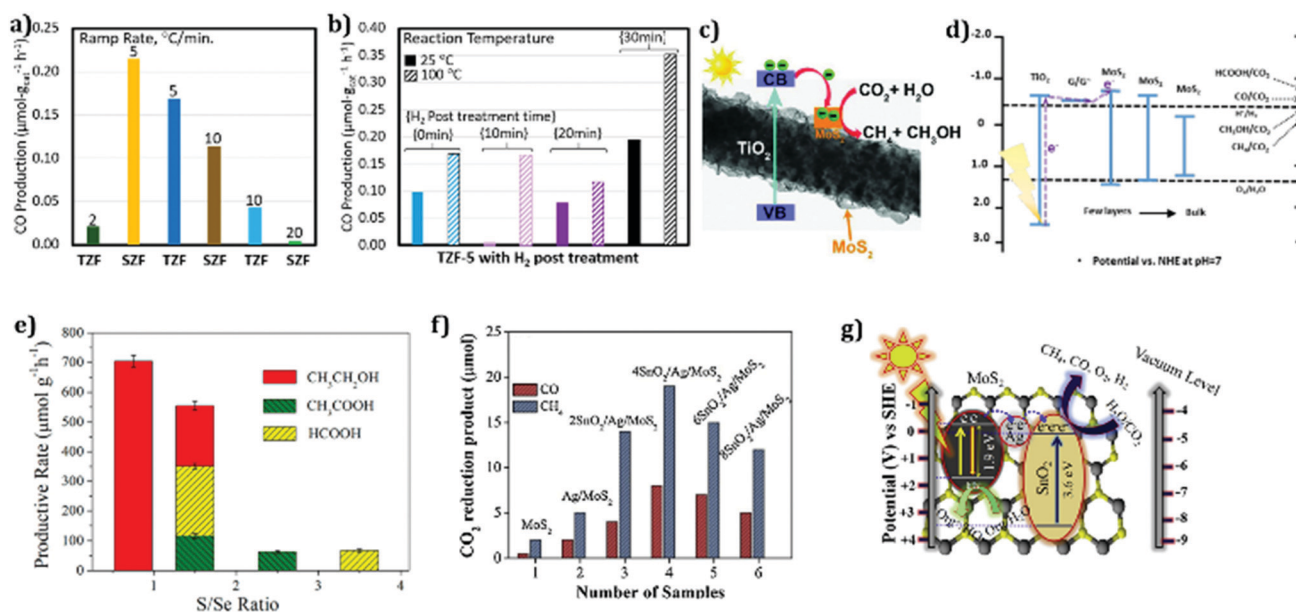 a)
CO Production (μmol-g_cat⁻¹ h⁻¹)
Ramp Rate, °C/min.
0.25
0.20
0.15
0.10
0.05
0.00
2
5
5
10
10
20
TZF SZF TZF SZF TZF SZF
b)
CO Production (μmol-g_cat⁻¹ h⁻¹)
0.40
0.35
0.30
0.25
0.20
0.15
0.10
0.05
0.00
Reaction Temperature
25 °C
100 °C
{30min}
{H₂ Post treatment time}
{0min}
{10min}
{20min}
TZF-5 with H₂ post treatment
c)
CB
CO₂+ H₂O
MoS₂
CH₄ + CH₃OH
TiO₂
VB
MoS₂
d)
-2.0
-1.0
0
1.0
2.0
3.0
TiO₂
G/G⁻
MoS₂
MoS₂
MoS₂
e⁻
e⁻
HCOOH/CO₂
CO/CO₂
H⁺/H₂
CH₃OH/CO₂
CH₄/CO₂
O₂/H₂O
Few layers
Bulk
• Potential vs. NHE at pH=7
e)
Productive Rate (μmol g⁻¹h⁻¹)
800
700
600
500
400
300
200
100
0
CH₃CH₂OH
CH₃COOH
HCOOH
1 2 3 4
S/Se Ratio
f)
CO₂ reduction product (μmol)
25
20
15
10
5
0
CO
CH₄
MoS₂
Ag/MoS₂
2SnO₂/Ag/MoS₂
4SnO₂/Ag/MoS₂
6SnO₂/Ag/MoS₂
8SnO₂/Ag/MoS₂
1 2 3 4 5 6
Number of Samples
g)
Potential (V) vs SHE
-1
0
+1
+2
+3
+4
MoS₂
CH₄, CO, O₂, H₂
H₂O/CO₂
Ag
1.9 eV
SnO₂
3.6 eV
Vacuum Level
-4
-5
-6
-7
-8
-9